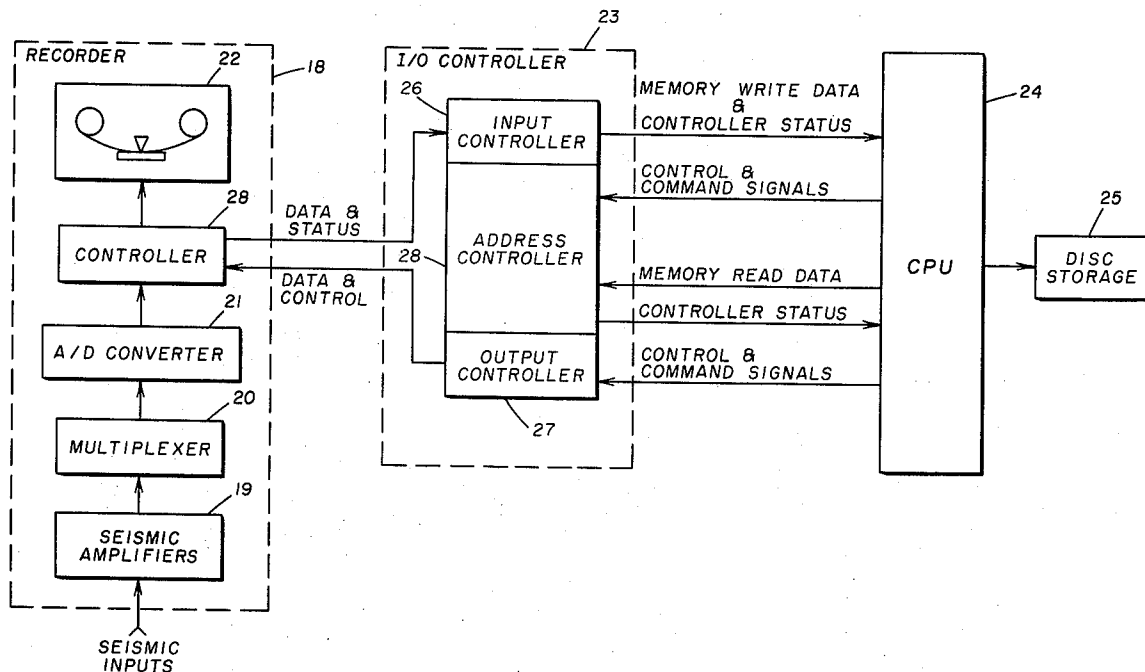 RECORDER
22
18
28
CONTROLLER
21
A/D CONVERTER
20
MULTIPLEXER
19
SEISMIC
AMPLIFIERS
SEISMIC
INPUTS
DATA &
STATUS
DATA &
CONTROL
23
I/O CONTROLLER
26
INPUT
CONTROLLER
28
ADDRESS
CONTROLLER
OUTPUT
CONTROLLER
27
MEMORY WRITE DATA
&
CONTROLLER STATUS
CONTROL &
COMMAND SIGNALS
MEMORY READ DATA
CONTROLLER STATUS
CONTROL &
COMMAND SIGNALS
24
CPU
25
DISC
STORAGE